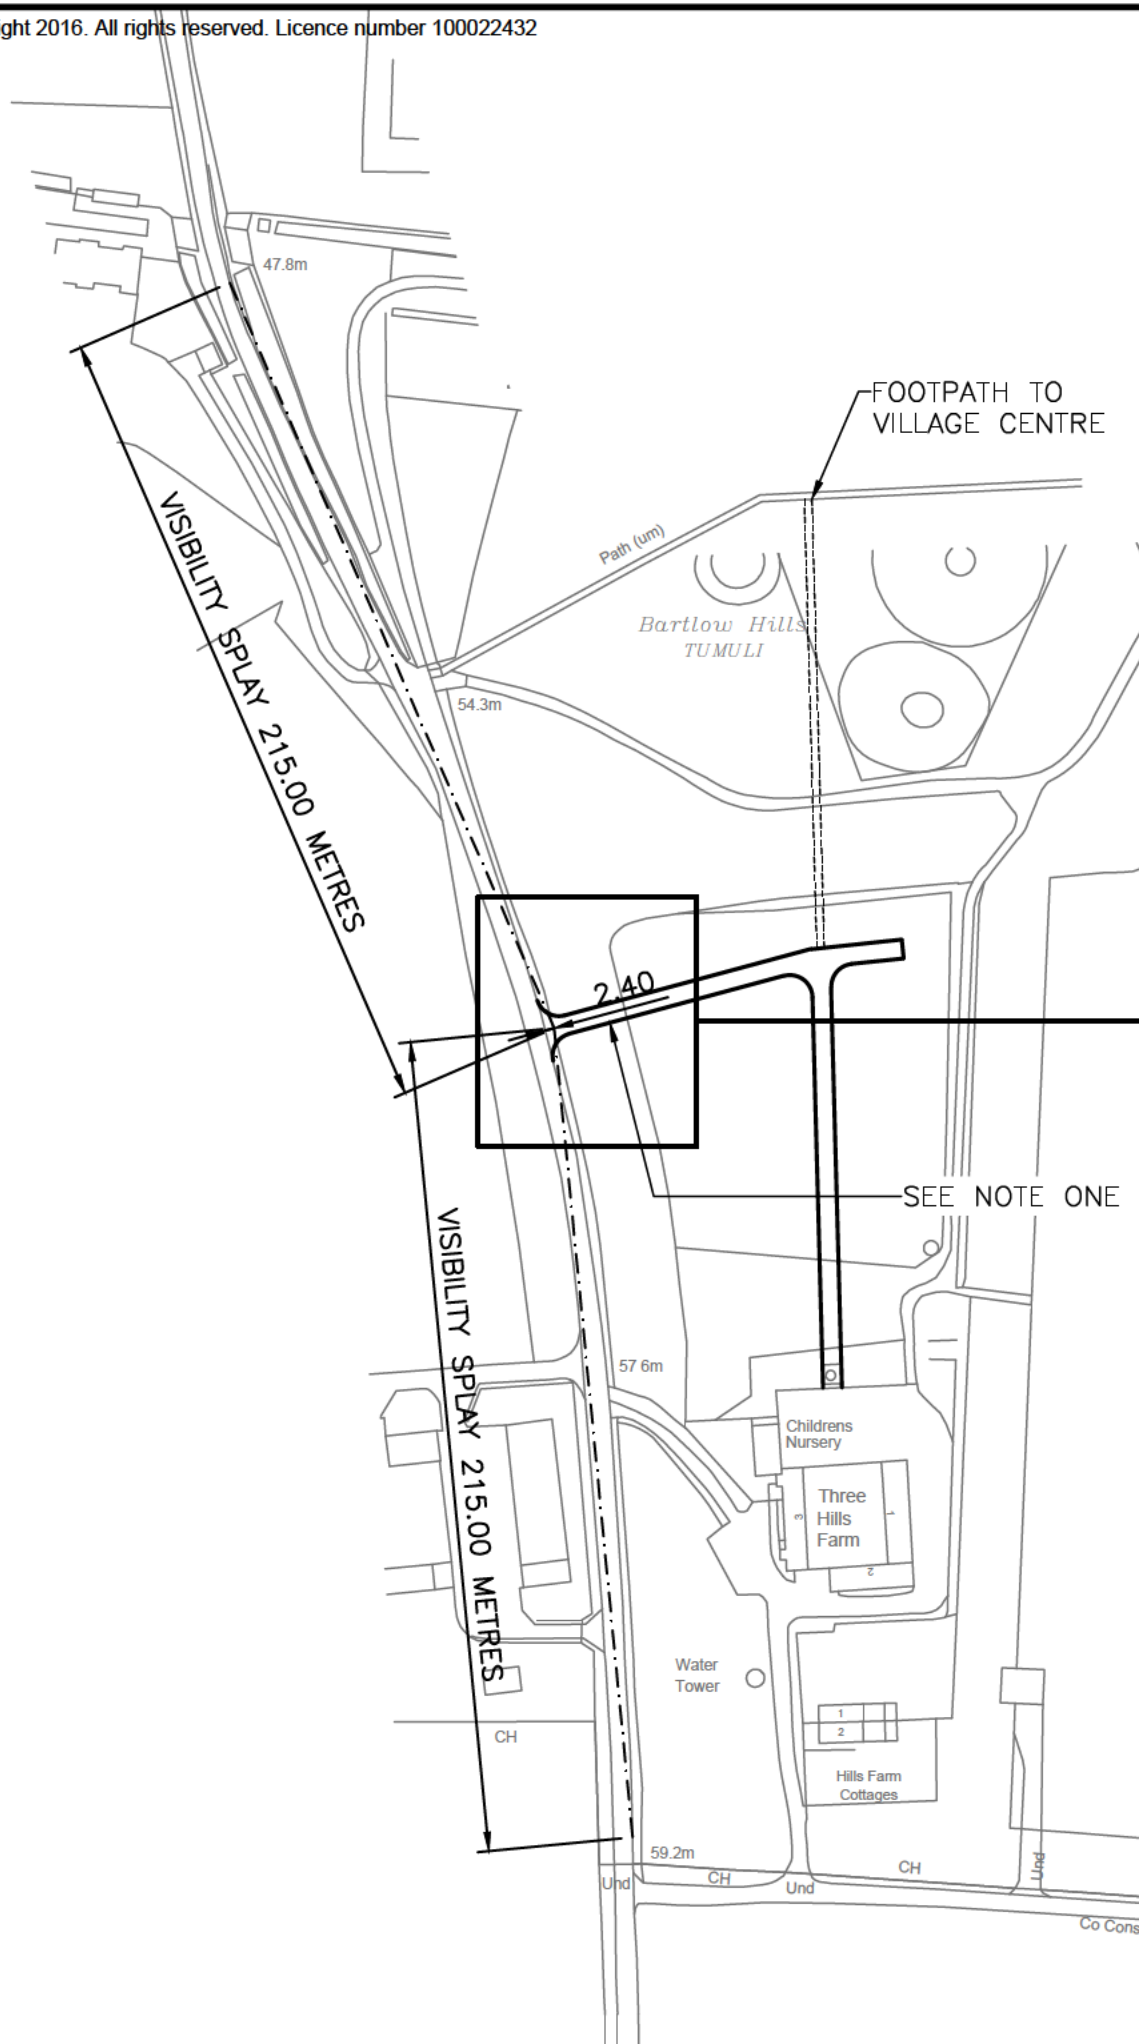 ght 2016. All rights reserved. Licence number 100022432
47.8m
FOOTPATH TO
VILLAGE CENTRE
VISIBILITY SPLAY 215.00 METRES
Path (um)
Bartlow Hills
TUMULI
54.3m
2.40
SEE NOTE ONE
VISIBILITY SPLAY 215.00 METRES
57 6m
Childrens
Nursery
Three
Hills
Farm
3
1
2
Water
Tower
1
2
CH
Hills Farm
Cottages
59.2m
CH
CH
Und
Und
Und
Co Cons